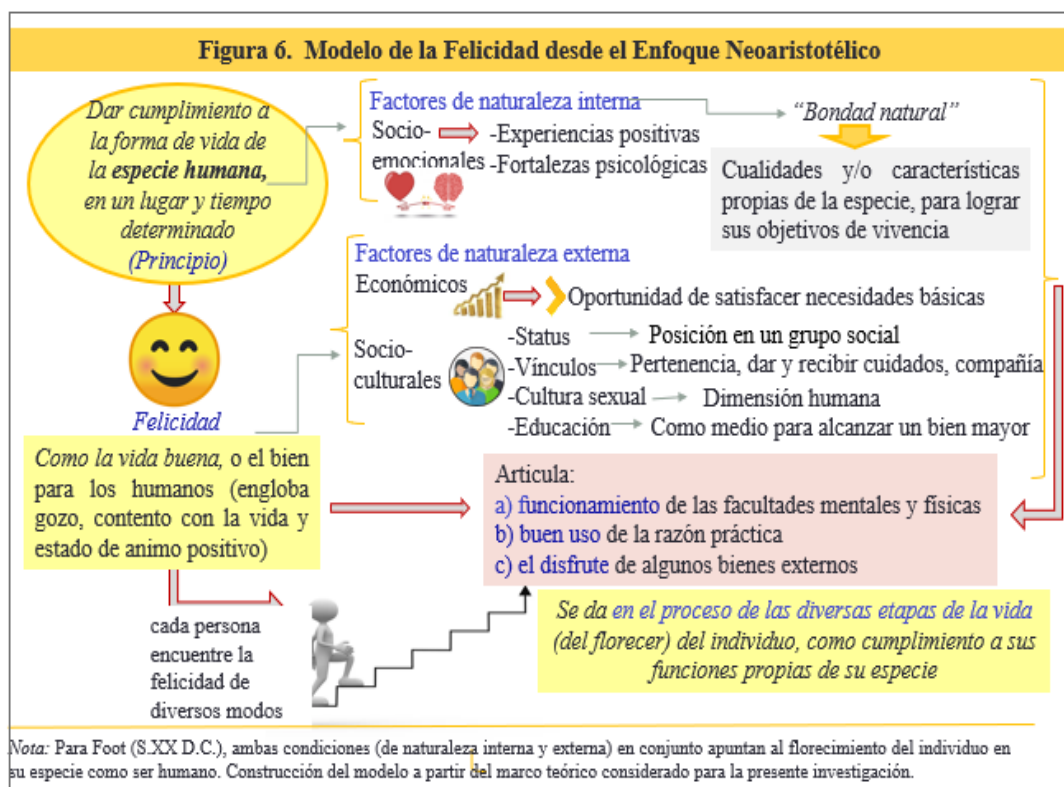 Figura 6. Modelo de la Felicidad desde el Enfoque Neoaristotélico
Dar cumplimiento a
la forma de vida de
la especie humana,
en un lugar y tiempo
determinado
(Principio)
Factores de naturaleza interna
Socio-
emocionales
-Experiencias positivas
-Fortalezas psicológicas
“Bondad natural”
Cualidades y/o características
propias de la especie, para lograr
sus objetivos de vivencia
Factores de naturaleza externa
Económicos
Oportunidad de satisfacer necesidades básicas
Socio-
culturales
-Status
Posición en un grupo social
-Vínculos
Pertenencia, dar y recibir cuidados, compañía
-Cultura sexual
Dimensión humana
-Educación
Como medio para alcanzar un bien mayor
Felicidad
Como la vida buena, o el bien
para los humanos (engloba
gozo, contento con la vida y
estado de animo positivo)
Articula:
a) funcionamiento de las facultades mentales y físicas
b) buen uso de la razón práctica
c) el disfrute de algunos bienes externos
cada persona
encuentre la
felicidad de
diversos modos
Se da en el proceso de las diversas etapas de la vida
(del florecer) del individuo, como cumplimiento a sus
funciones propias de su especie
Nota: Para Foot (S.XX D.C.), ambas condiciones (de naturaleza interna y externa) en conjunto apuntan al florecimiento del individuo en
su especie como ser humano. Construcción del modelo a partir del marco teórico considerado para la presente investigación.